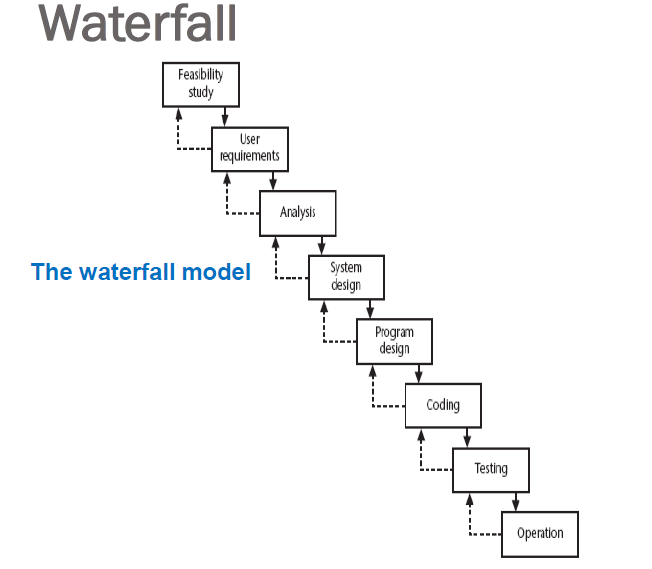 Waterfall
Feasibility
study
User
requirements
Analysis
The waterfall model
System
design
Program
design
Coding
Testing
Operation